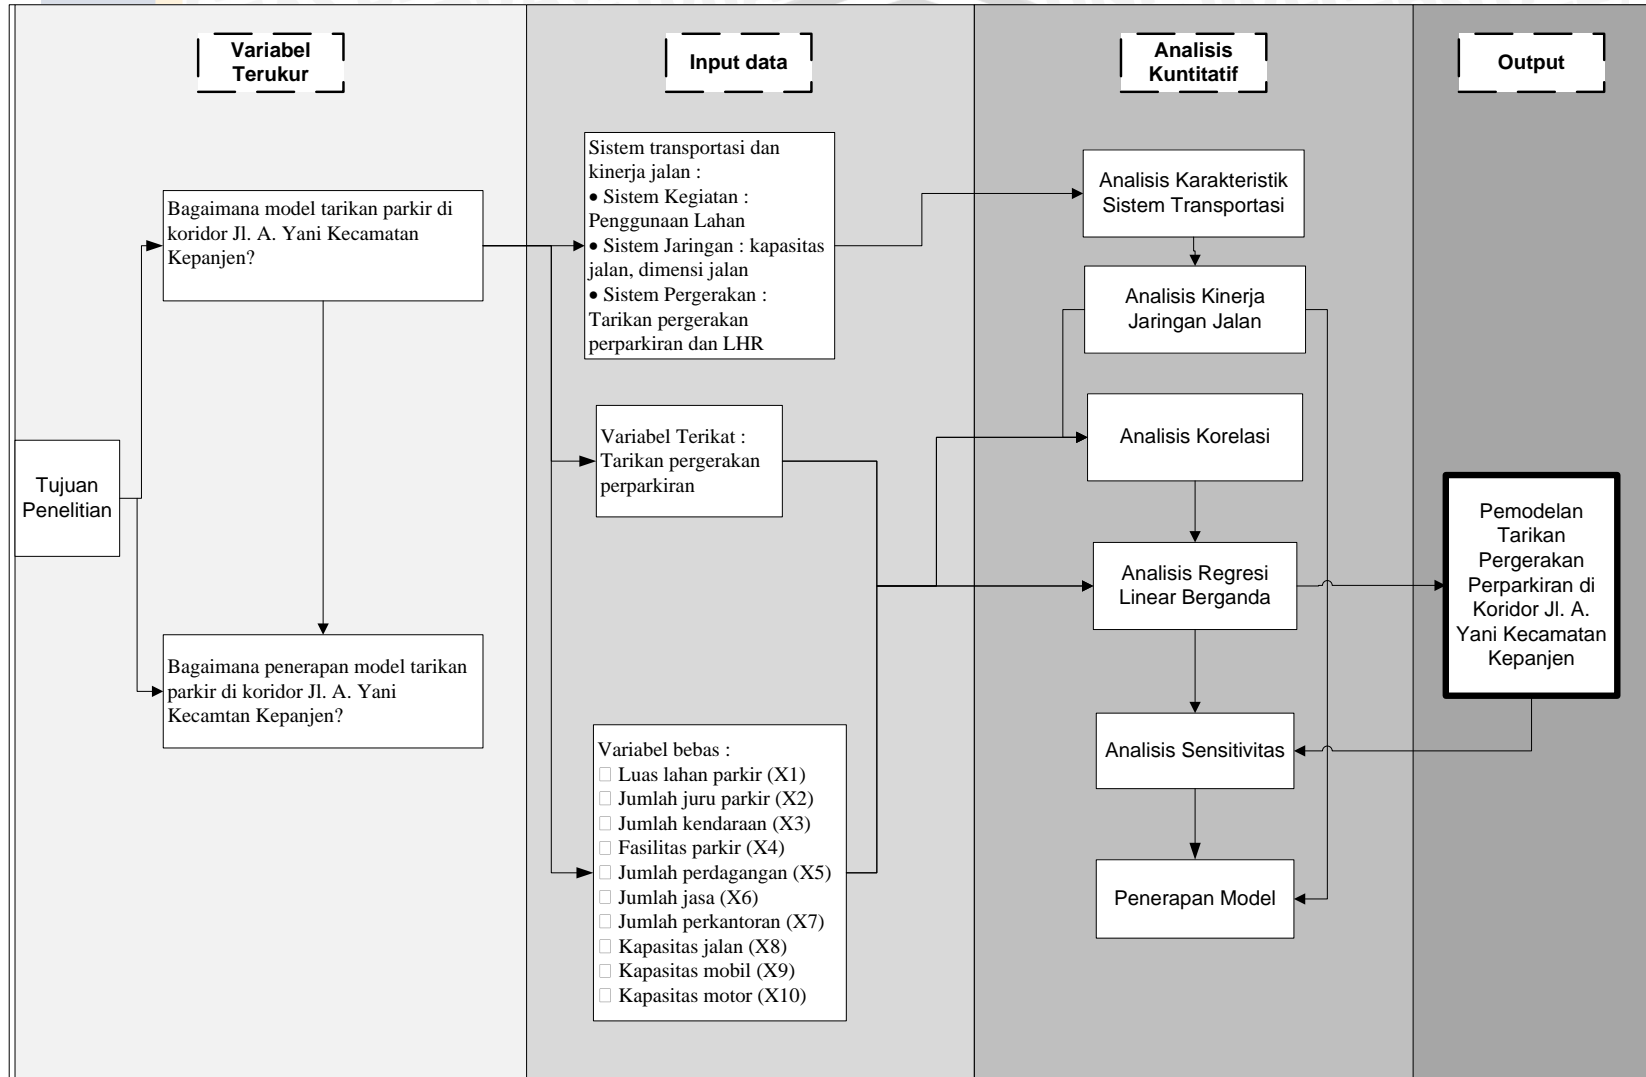 Variabel
Terukur
Input data
Analisis
Kuntitatif
Output
Tujuan
Penelitian
Bagaimana model tarikan parkir di
koridor Jl. A. Yani Kecamatan
Kepanjen?
Bagaimana penerapan model tarikan
parkir di koridor Jl. A. Yani
Kecamtan Kepanjen?
Sistem transportasi dan
kinerja jalan :
• Sistem Kegiatan :
Penggunaan Lahan
• Sistem Jaringan : kapasitas
jalan, dimensi jalan
• Sistem Pergerakan :
Tarikan pergerakan
perparkiran dan LHR
Variabel Terikat :
Tarikan pergerakan
perparkiran
Variabel bebas :
Luas lahan parkir (X1)
Jumlah juru parkir (X2)
Jumlah kendaraan (X3)
Fasilitas parkir (X4)
Jumlah perdagangan (X5)
Jumlah jasa (X6)
Jumlah perkantoran (X7)
Kapasitas jalan (X8)
Kapasitas mobil (X9)
Kapasitas motor (X10)
Analisis Karakteristik
Sistem Transportasi
Analisis Kinerja
Jaringan Jalan
Analisis Korelasi
Analisis Regresi
Linear Berganda
Analisis Sensitivitas
Penerapan Model
Pemodelan
Tarikan
Pergerakan
Perparkiran di
Koridor Jl. A.
Yani Kecamatan
Kepanjen